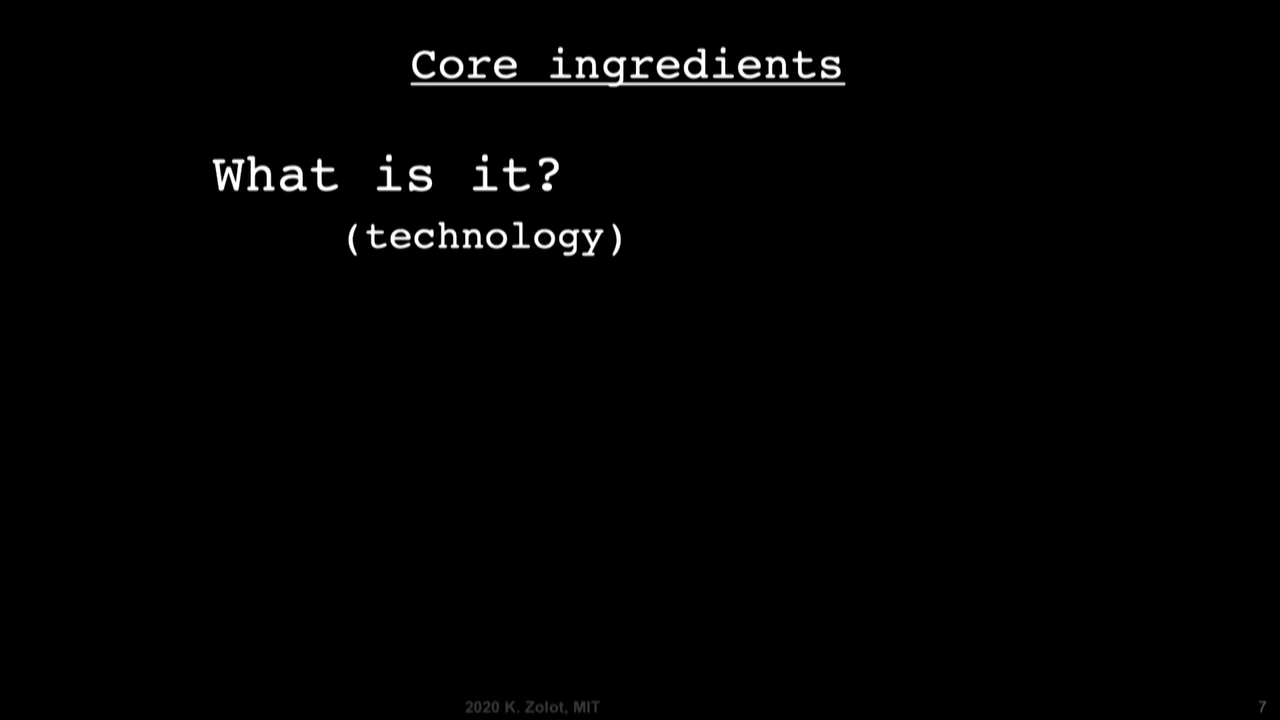 Core ingredients
What is it?
(technology)
2020 K. Zolot, MIT
7